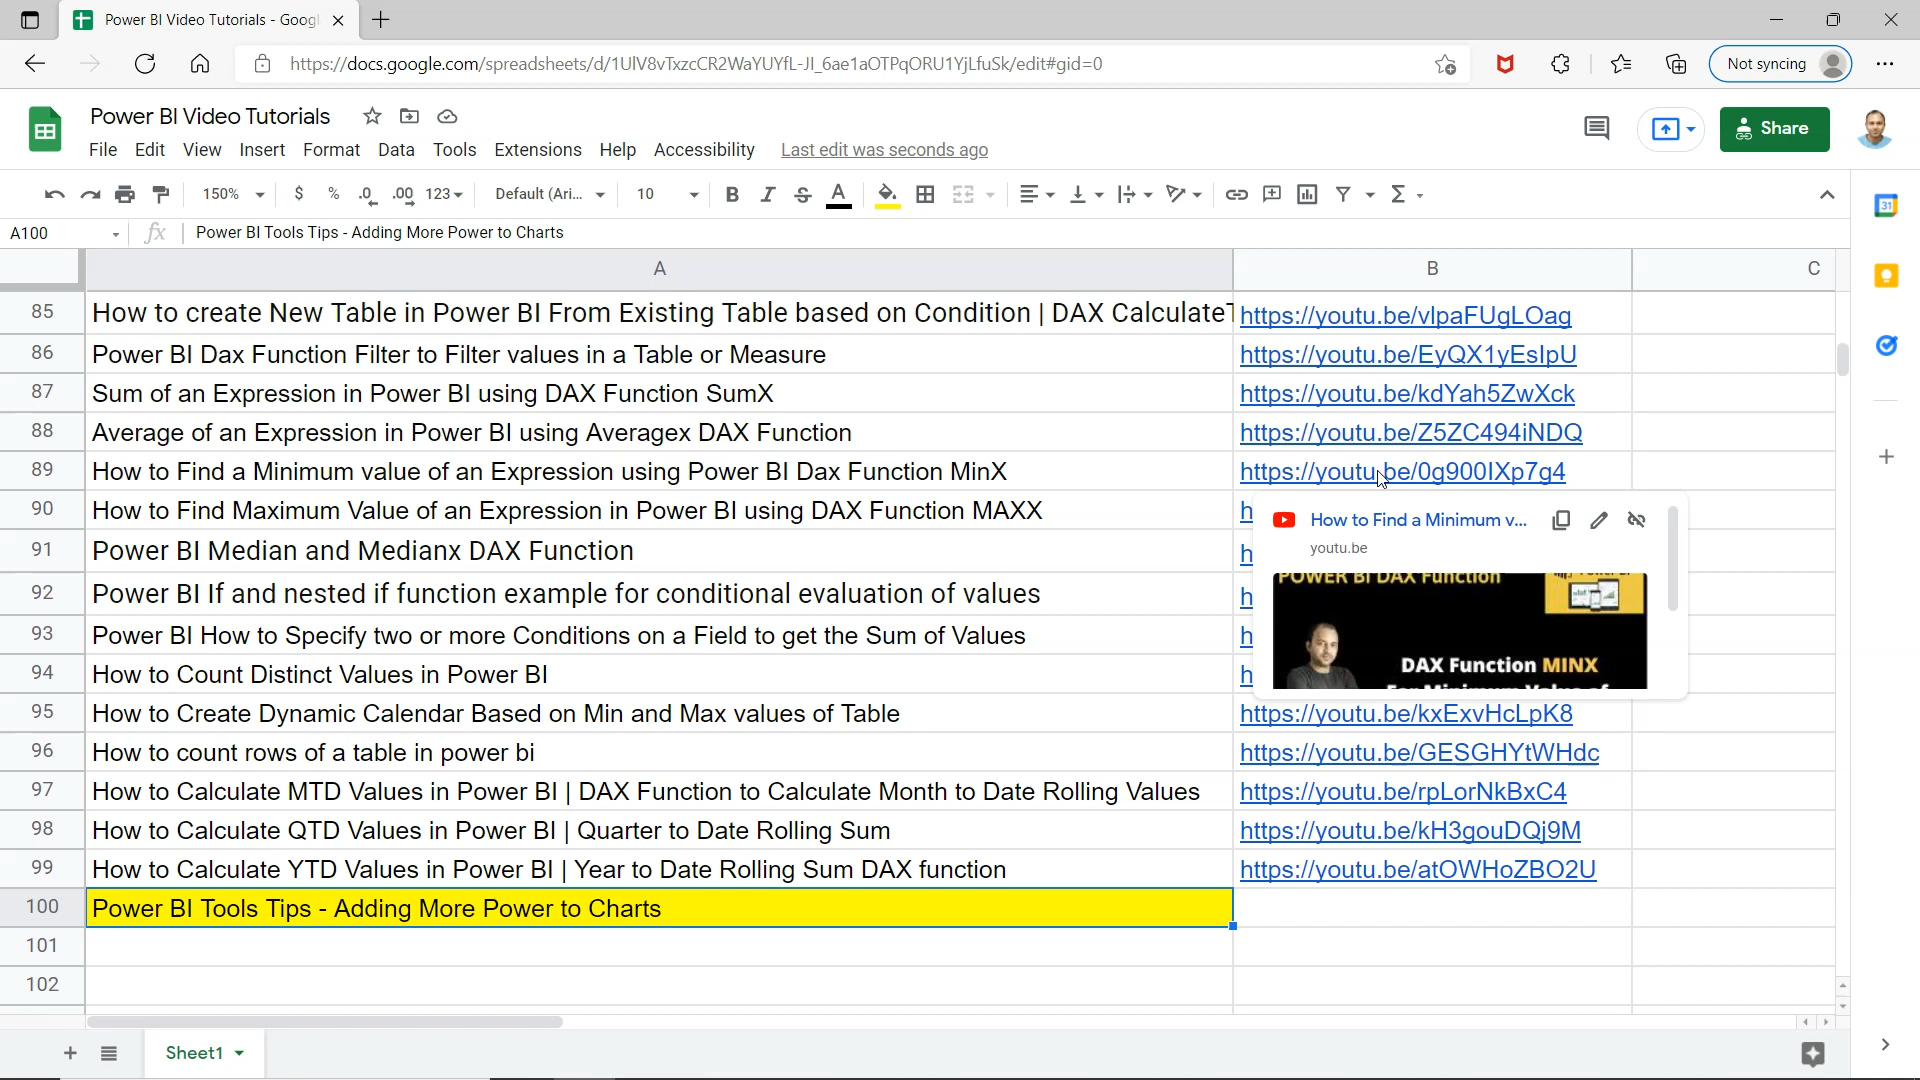 Power BI Video Tutorials - Googl
https://docs.google.com/spreadsheets/d/1UlV8vTxzcCR2WaYUYfL-Jl_6ae1aOTPqORU1YjLfuSk/edit#gid=0
Not syncing
Power BI Video Tutorials
File Edit View Insert Format Data Tools Extensions Help Accessibility Last edit was seconds ago
Share
150% $ % .0 .00 123 Default (Ari... 10 B I S A
A100 fx Power BI Tools Tips - Adding More Power to Charts
A B C
85 How to create New Table in Power BI From Existing Table based on Condition | DAX CalculateT https://youtu.be/vlpaFUgLOag
86 Power BI Dax Function Filter to Filter values in a Table or Measure https://youtu.be/EyQX1yEsIpU
87 Sum of an Expression in Power BI using DAX Function SumX https://youtu.be/kdYah5ZwXck
88 Average of an Expression in Power BI using Averagex DAX Function https://youtu.be/Z5ZC494iNDQ
89 How to Find a Minimum value of an Expression using Power BI Dax Function MinX https://youtu.be/0g900IXp7g4
90 How to Find Maximum Value of an Expression in Power BI using DAX Function MAXX h
How to Find a Minimum v...
youtu.be
91 Power BI Median and Medianx DAX Function h
POWER BI DAX Function
92 Power BI If and nested if function example for conditional evaluation of values h
93 Power BI How to Specify two or more Conditions on a Field to get the Sum of Values h
DAX Function MINX
94 How to Count Distinct Values in Power BI h
For Minimum Value of
95 How to Create Dynamic Calendar Based on Min and Max values of Table https://youtu.be/kxExvHcLpK8
96 How to count rows of a table in power bi https://youtu.be/GESGHYtWHdc
97 How to Calculate MTD Values in Power BI | DAX Function to Calculate Month to Date Rolling Values https://youtu.be/rpLorNkBxC4
98 How to Calculate QTD Values in Power BI | Quarter to Date Rolling Sum https://youtu.be/kH3gouDQj9M
99 How to Calculate YTD Values in Power BI | Year to Date Rolling Sum DAX function https://youtu.be/atOWHoZBO2U
100 Power BI Tools Tips - Adding More Power to Charts
101
102
Sheet1